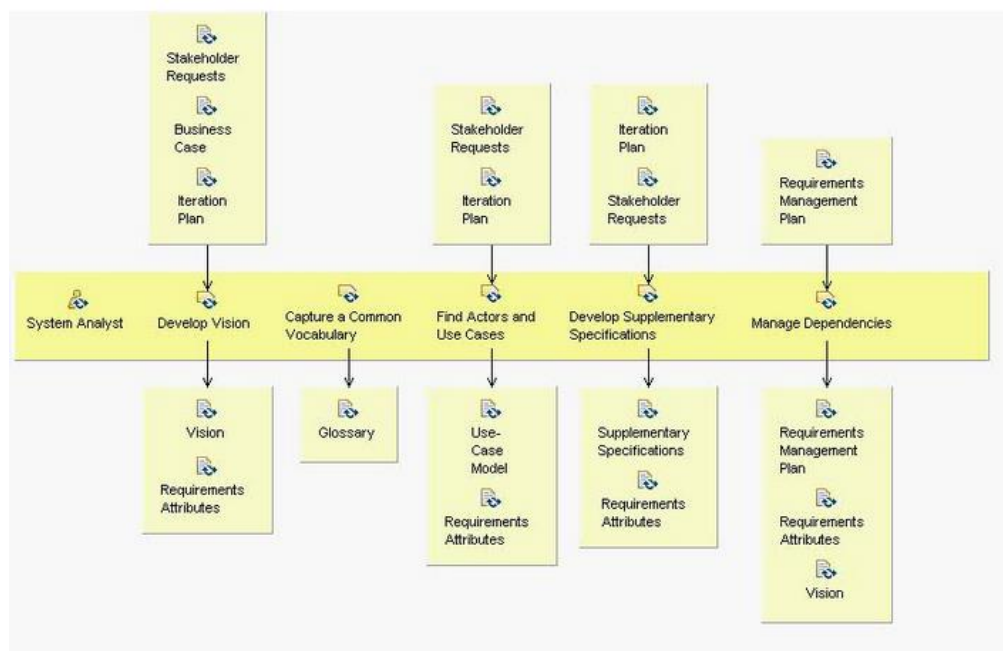 Stakeholder
Requests
Business
Case
Iteration
Plan
Stakeholder
Requests
Iteration
Plan
Iteration
Plan
Stakeholder
Requests
Requirements
Management
Plan
System Analyst
Develop Vision
Capture a Common
Vocabulary
Find Actors and
Use Cases
Develop Supplementary
Specifications
Manage Dependencies
Vision
Requirements
Attributes
Glossary
Use-
Case
Model
Requirements
Attributes
Supplementary
Specifications
Requirements
Attributes
Requirements
Management
Plan
Requirements
Attributes
Vision